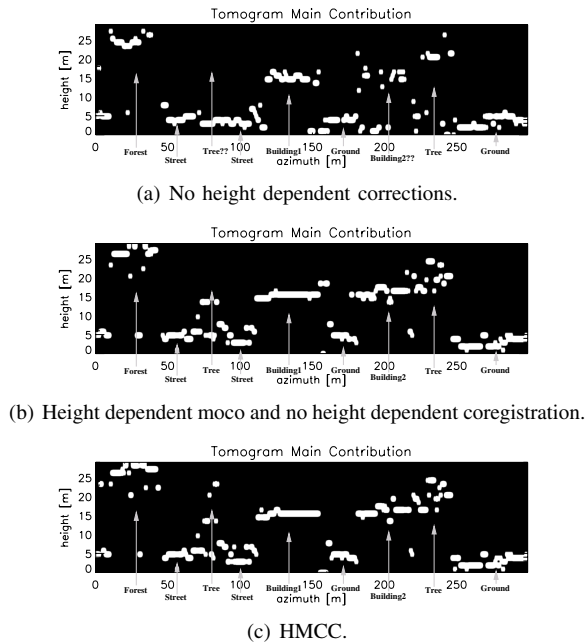 Tomogram Main Contribution
height [m]
25
20
15
10
5
0
0 50 100 150 200 250
Forest Street Tree?? Street Building1 Ground Building2?? Tree Ground
azimuth [m]
(a) No height dependent corrections.
Tomogram Main Contribution
height [m]
25
20
15
10
5
0
0 50 100 150 200 250
Forest Street Tree Street Building1 Ground Building2 Tree Ground
azimuth [m]
(b) Height dependent moco and no height dependent coregistration.
Tomogram Main Contribution
height [m]
25
20
15
10
5
0
0 50 100 150 200 250
Forest Street Tree Street Building1 Ground Building2 Tree Ground
azimuth [m]
(c) HMCC.